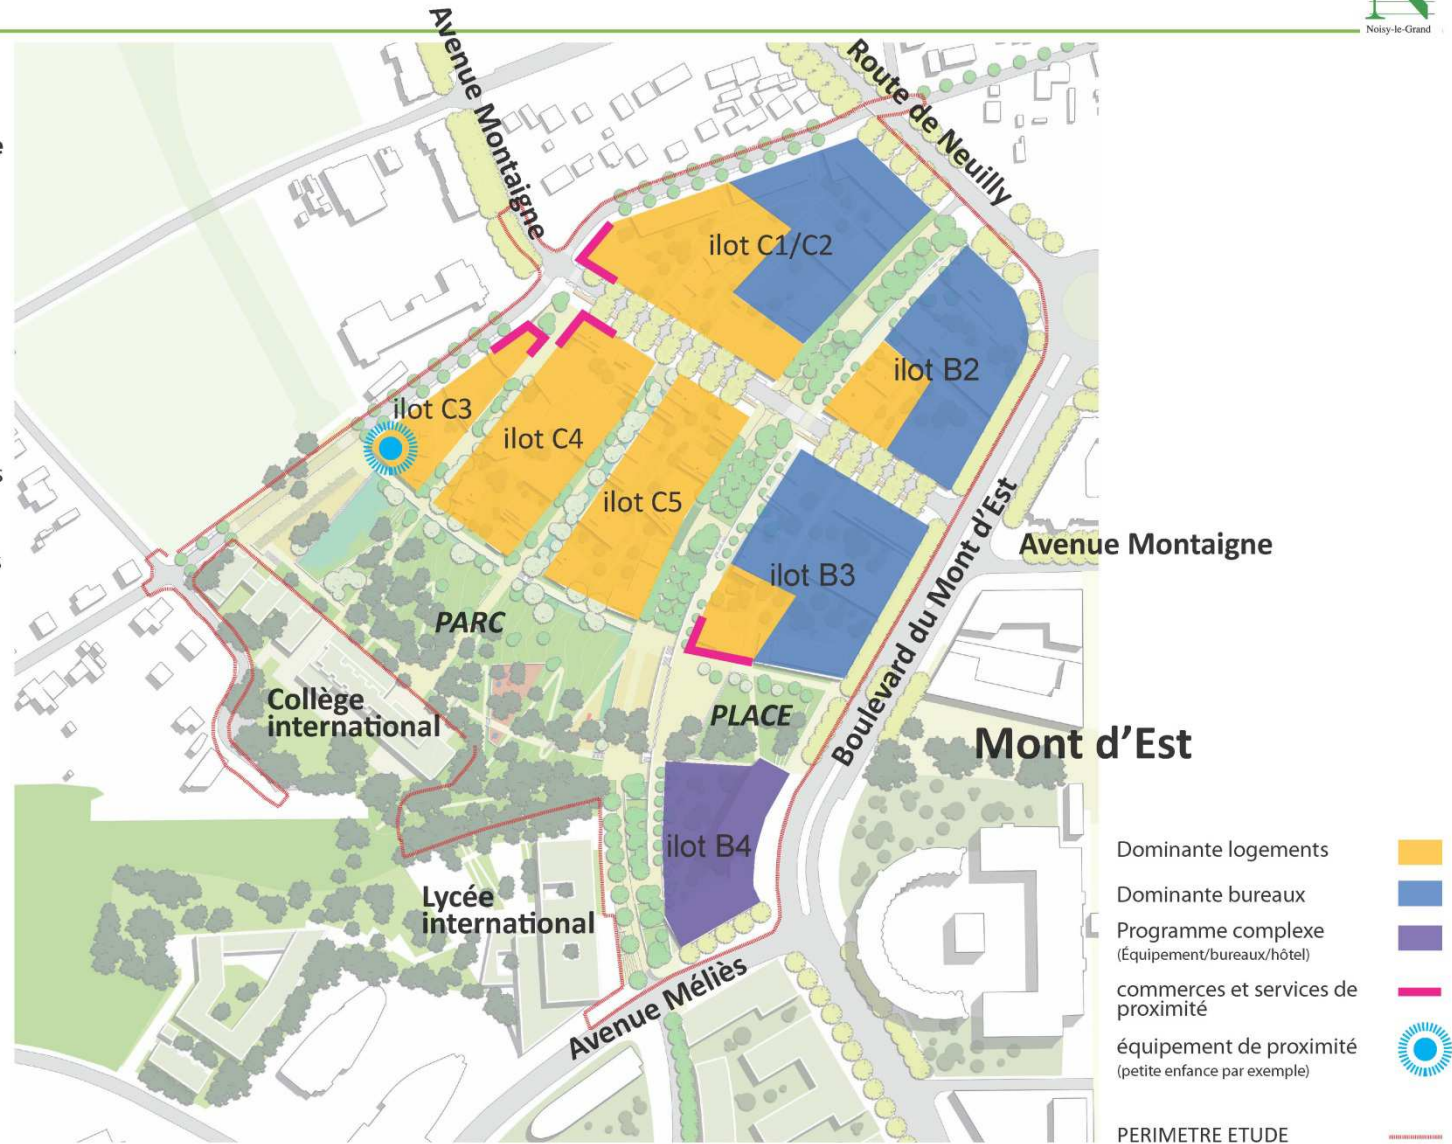 Noisy-le-Grand
Avenue Montaigne
Route de Neuilly
e
ilot C1/C2
ilot B2
ilot C3
ilot C4
s
ilot C5
Avenue Montaigne
s
ilot B3
PARC
Boulevard du Mont d'Est
Collège
international
PLACE
Mont d'Est
ilot B4
Lycée
international
Avenue Méliès
Dominante logements
Dominante bureaux
Programme complexe
(Équipement/bureaux/hôtel)
commerces et services de
proximité
équipement de proximité
(petite enfance par exemple)
PERIMETRE ETUDE